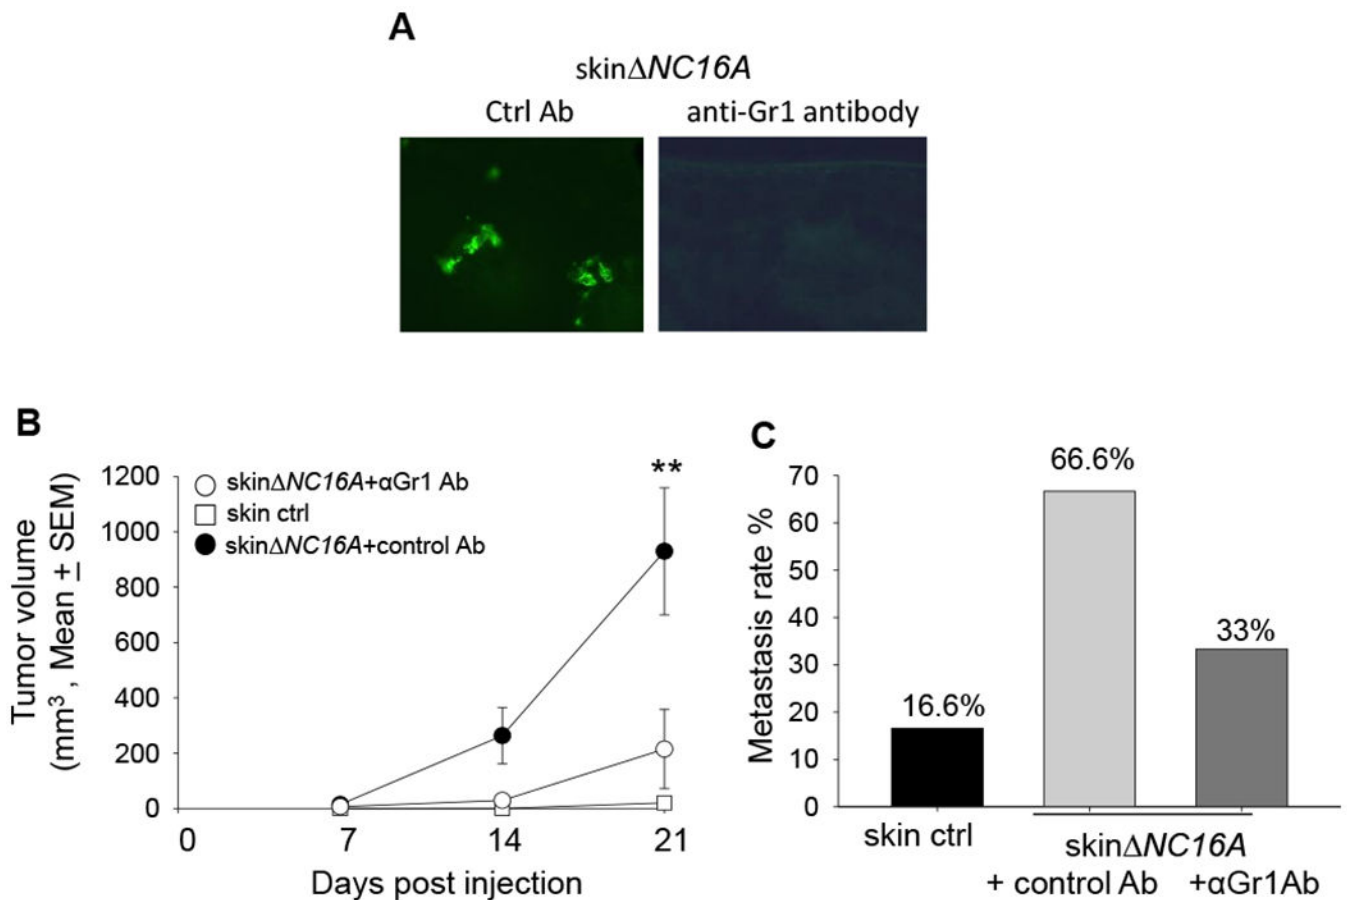 A
skinΔNC16A
Ctrl Ab
anti-Gr1 antibody
B
Tumor volume
(mm³ , Mean ± SEM)
1200
1000
800
600
400
200
0
skinΔNC16A+αGr1 Ab
skin ctrl
skinΔNC16A+control Ab
**
0 7 14 21
Days post injection
C
Metastasis rate %
70
60
50
40
30
20
10
0
16.6%
66.6%
33%
skin ctrl
skinΔNC16A
+ control Ab +αGr1Ab